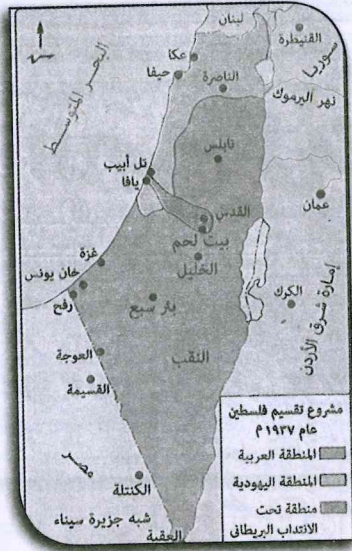 لبنان
القنيطرة
سوريا
البحر المتوسط
عكا
حيفا
الناصرة
نهر اليرموك
نابلس
تل أبيب
يافا
القدس
عمان
بيت لحم
الخليل
غزة
خان يونس
رفح
بئر سبع
الكرك
إمارة شرق الأردن
العوجة
النقب
القسيمة
مصر
الكنتلة
شبه جزيرة سيناء
العقبة
مشروع تقسيم فلسطين
عام ١٩٣٧م
المنطقة العربية
المنطقة اليهودية
منطقة تحت
الانتداب البريطانى